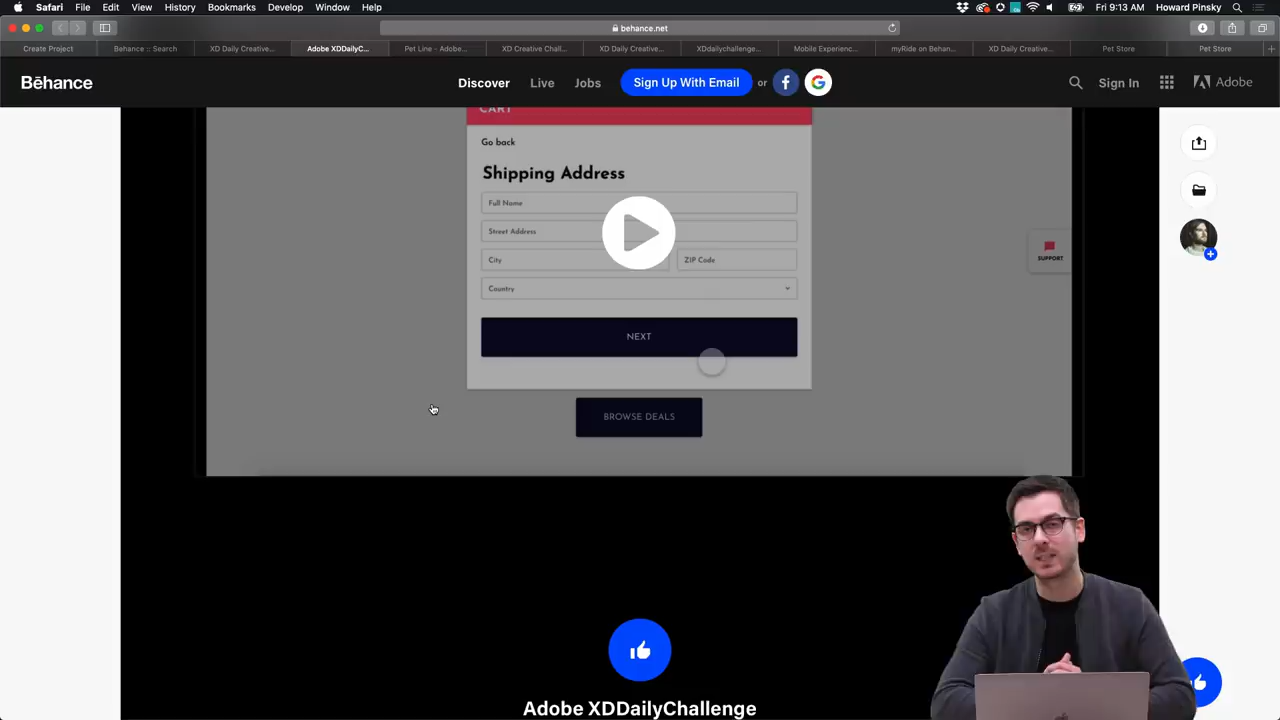 Safari File Edit View History Bookmarks Develop Window Help Fri 9:13 AM Howard Pinsky
behance.net
Create Project Behance :: Search XD Daily Creative... Adobe XDDailyC... Pet Line - Adobe... XD Creative Chall... XD Daily Creative... XDdailychallenge... Mobile Experienc... myRide on Behan... XD Daily Creative... Pet Store Pet Store
Bēhance Discover Live Jobs Sign Up With Email or Sign In Adobe
CART
Go back
Shipping Address
Full Name
Street Address
City ZIP Code
SUPPORT
Country
NEXT
BROWSE DEALS
Adobe XDDailyChallenge